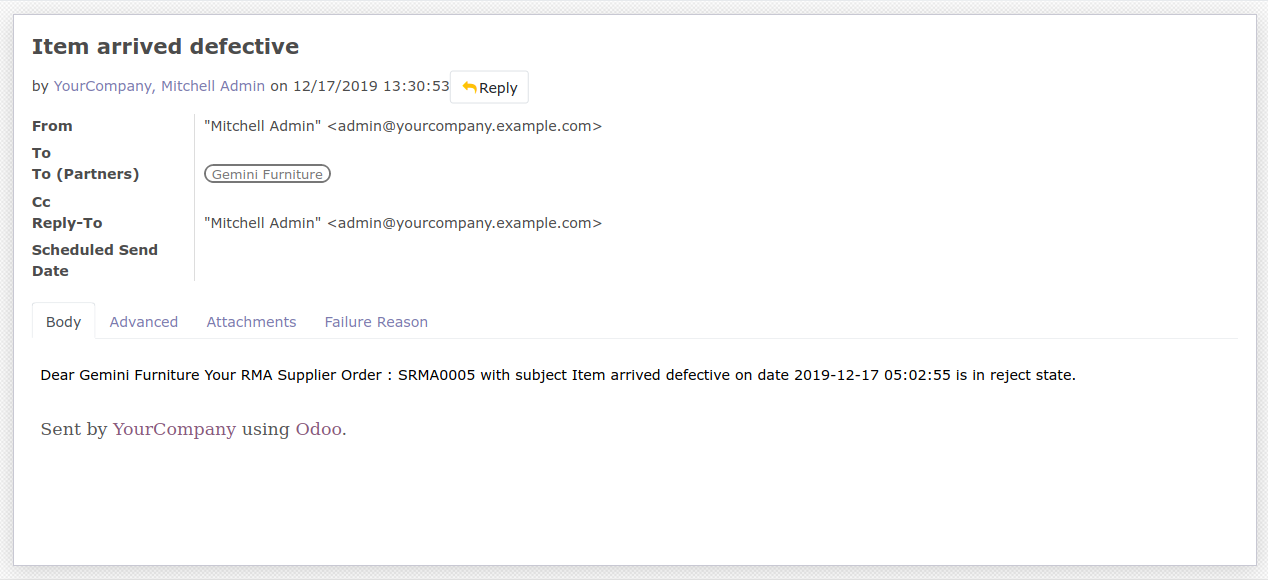 Item arrived defective
by YourCompany, Mitchell Admin on 12/17/2019 13:30:53 Reply
From "Mitchell Admin" <admin@yourcompany.example.com>
To
To (Partners) Gemini Furniture
Cc
Reply-To "Mitchell Admin" <admin@yourcompany.example.com>
Scheduled Send
Date
Body Advanced Attachments Failure Reason
Dear Gemini Furniture Your RMA Supplier Order : SRMA0005 with subject Item arrived defective on date 2019-12-17 05:02:55 is in reject state.
Sent by YourCompany using Odoo.